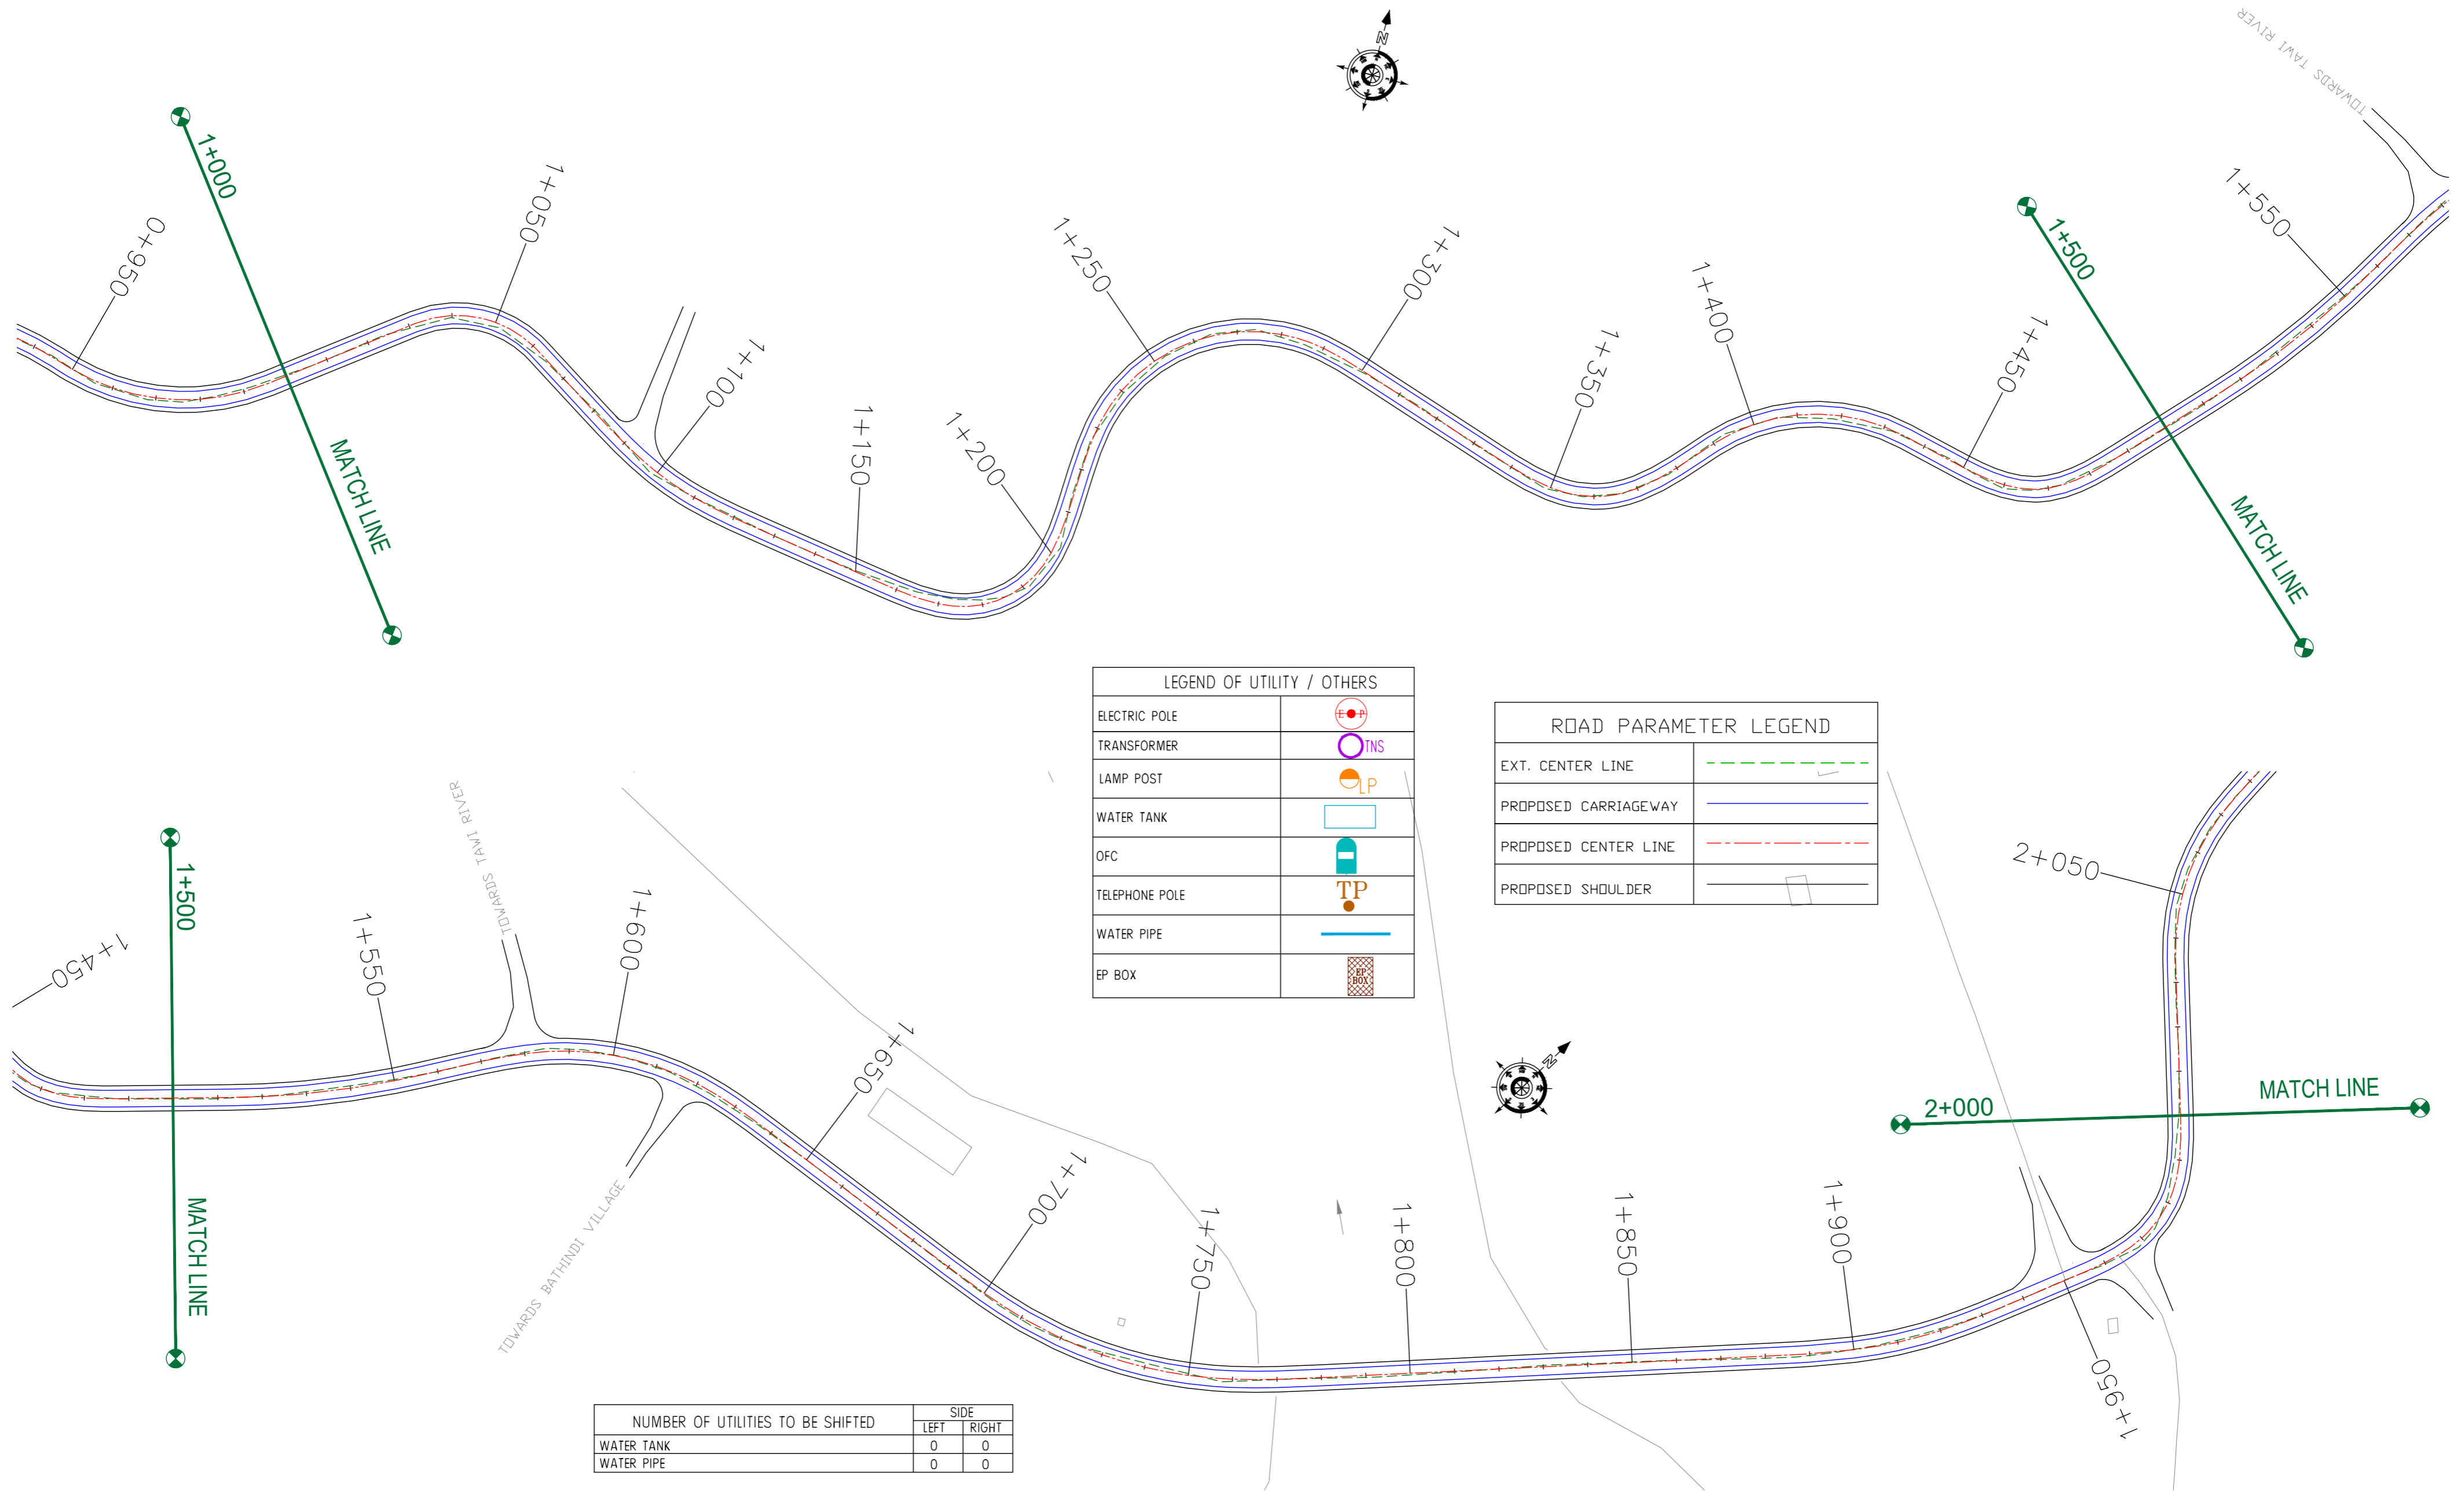 N
TOWARDS TAWI RIVER
1+000
MATCH LINE
0+950
1+050
1+100
1+150
1+200
1+250
1+300
1+350
1+400
1+450
1+500
MATCH LINE
1+550
LEGEND OF UTILITY / OTHERS
ELECTRIC POLE E P
TRANSFORMER TNS
LAMP POST LP
WATER TANK
OFC
TELEPHONE POLE TP
WATER PIPE
EP BOX EP BOX
ROAD PARAMETER LEGEND
EXT. CENTER LINE
PROPOSED CARRIAGEWAY
PROPOSED CENTER LINE
PROPOSED SHOULDER
1+450
1+500
MATCH LINE
1+550
TOWARDS TAWI RIVER
1+600
TOWARDS BATHINDI VILLAGE
1+650
1+700
1+750
1+800
1+850
1+900
1+950
N
2+000
MATCH LINE
2+050
NUMBER OF UTILITIES TO BE SHIFTED SIDE
LEFT RIGHT
WATER TANK 0 0
WATER PIPE 0 0